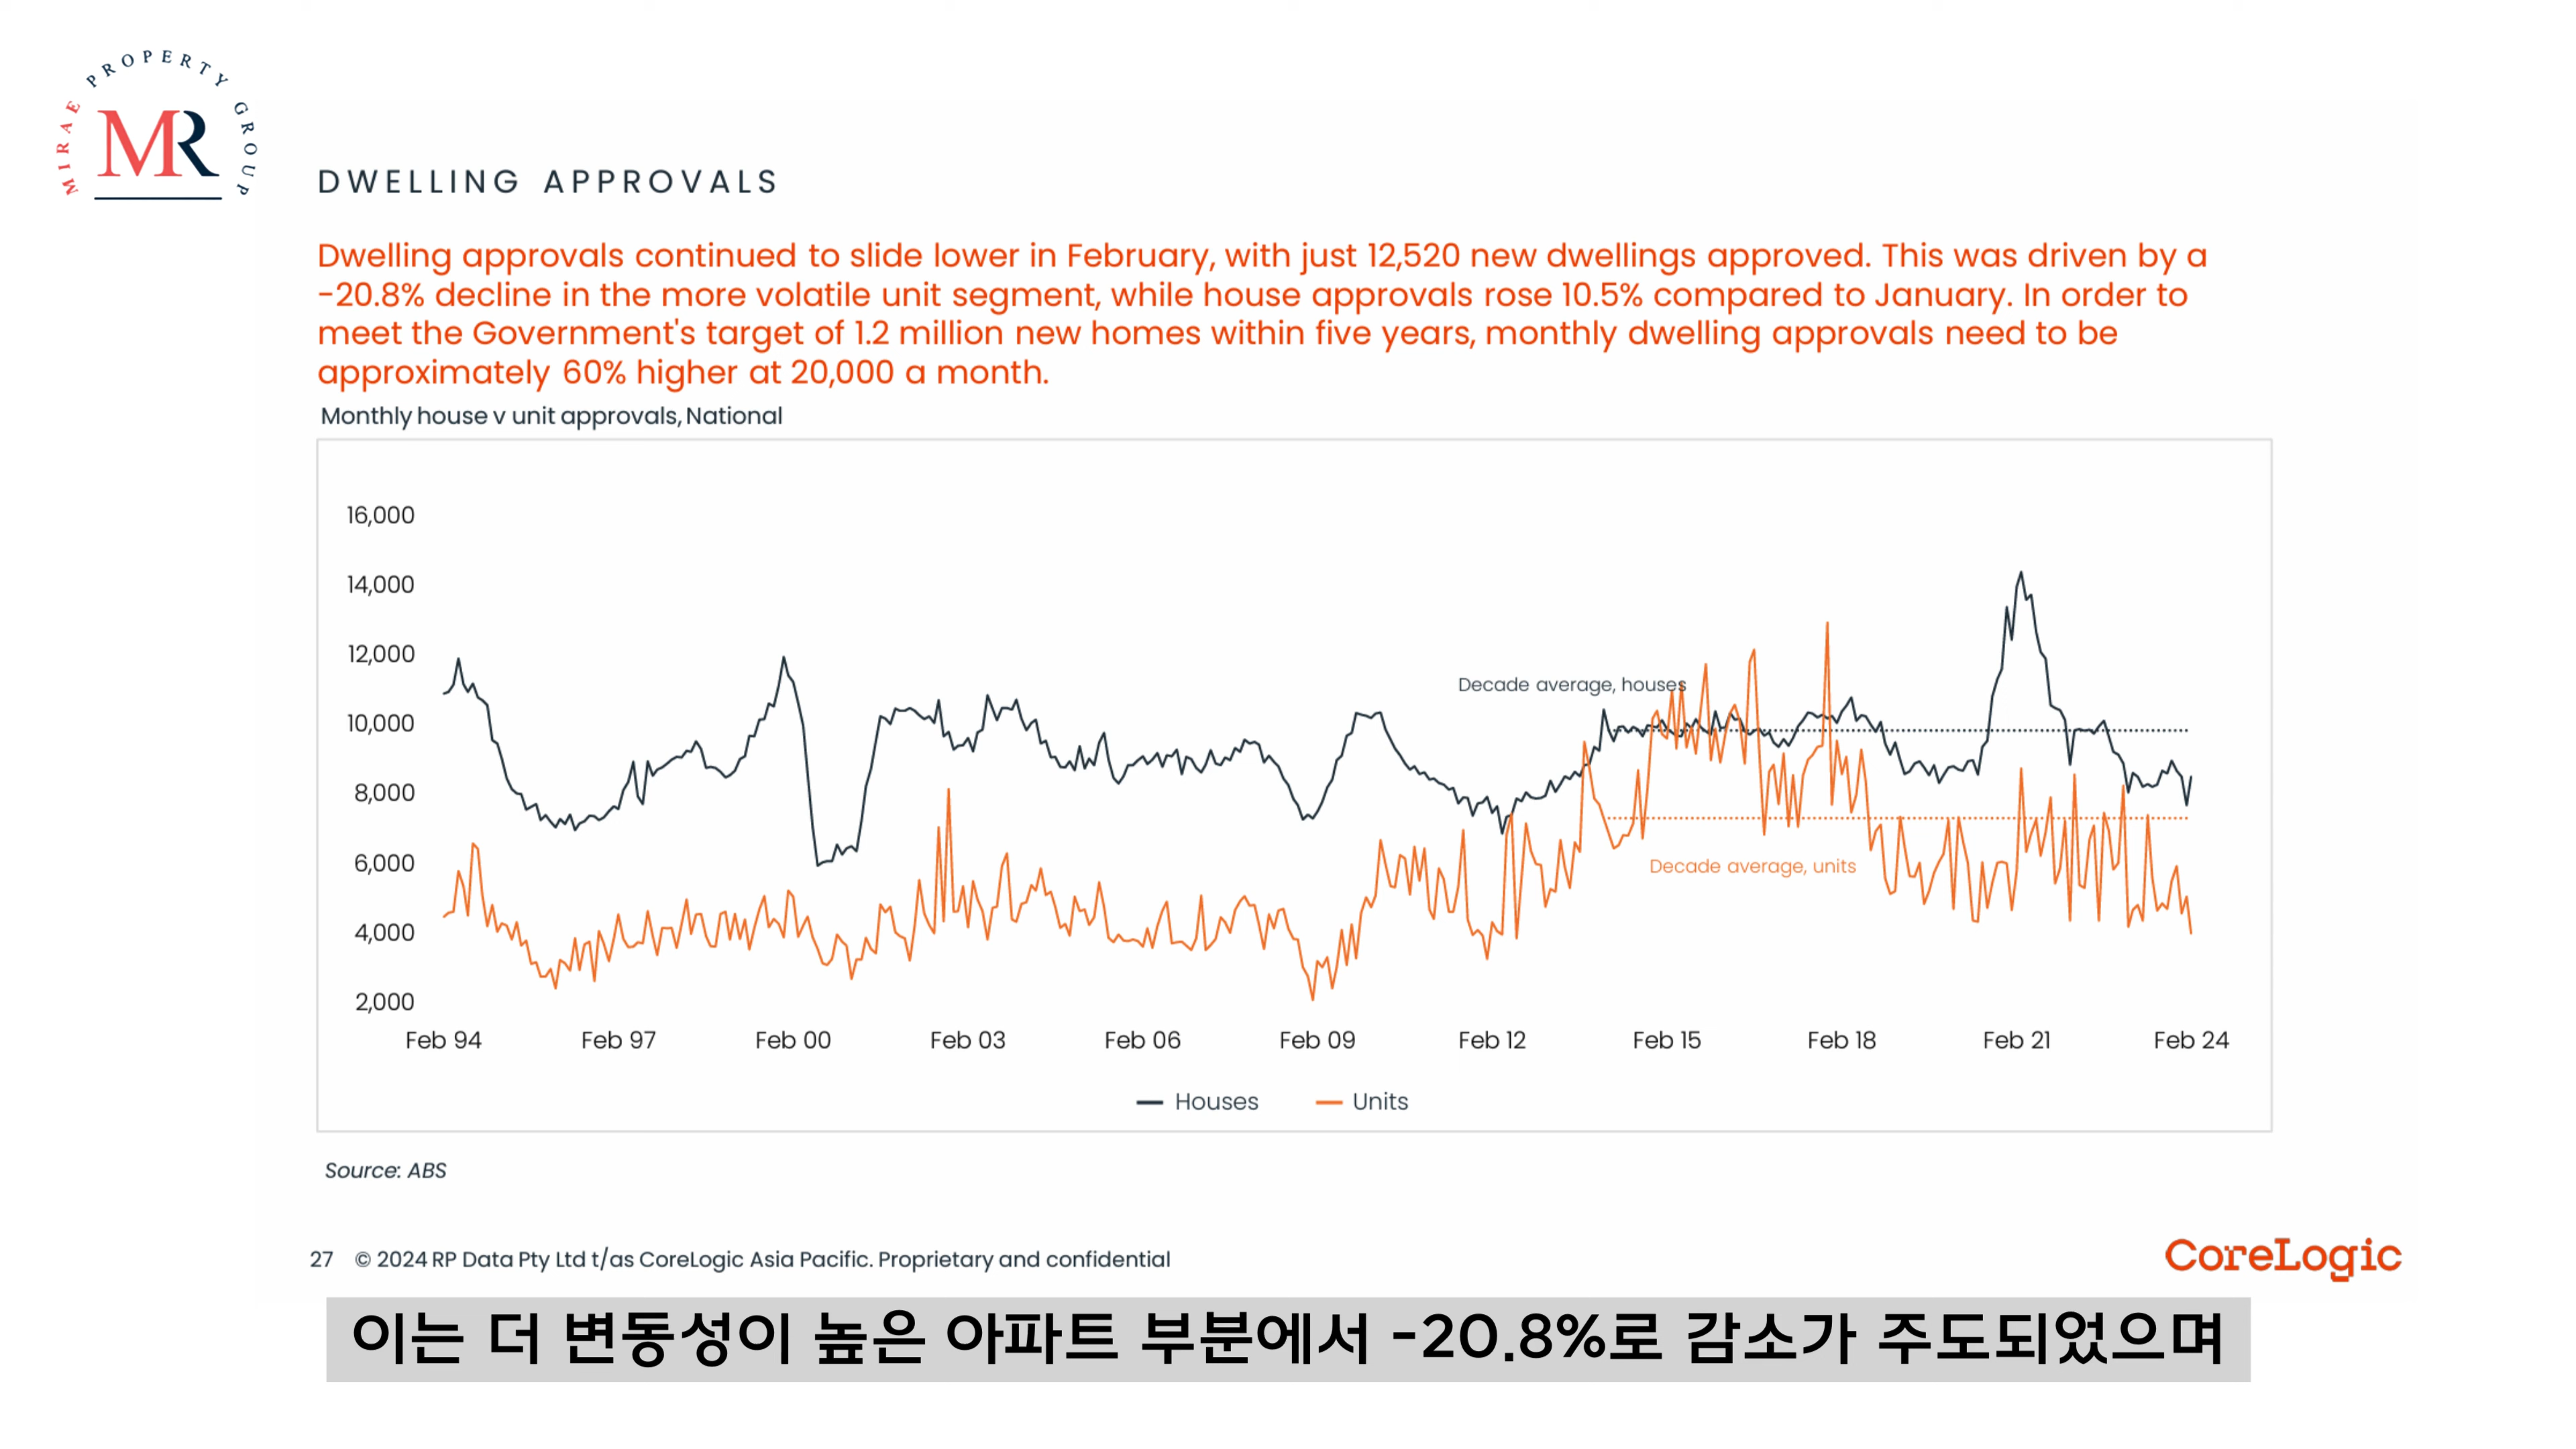 MIRAE PROPERTY GROUP
MR
DWELLING APPROVALS
Dwelling approvals continued to slide lower in February, with just 12,520 new dwellings approved. This was driven by a
-20.8% decline in the more volatile unit segment, while house approvals rose 10.5% compared to January. In order to
meet the Government's target of 1.2 million new homes within five years, monthly dwelling approvals need to be
approximately 60% higher at 20,000 a month.
Monthly house v unit approvals, National
16,000
14,000
12,000
10,000
8,000
6,000
4,000
2,000
Decade average, houses
Decade average, units
Feb 94 Feb 97 Feb 00 Feb 03 Feb 06 Feb 09 Feb 12 Feb 15 Feb 18 Feb 21 Feb 24
Houses Units
Source: ABS
27 © 2024 RP Data Pty Ltd t/as CoreLogic Asia Pacific. Proprietary and confidential
CoreLogic
이는 더 변동성이 높은 아파트 부분에서 -20.8%로 감소가 주도되었으며